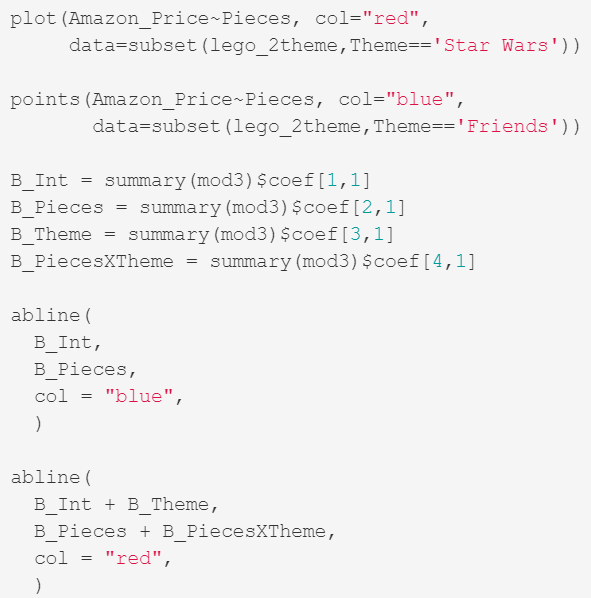 plot(Amazon_Price~Pieces, col="red",
     data=subset(lego_2theme,Theme=='Star Wars'))

points(Amazon_Price~Pieces, col="blue",
       data=subset(lego_2theme,Theme=='Friends'))

B_Int = summary(mod3)$coef[1,1]
B_Pieces = summary(mod3)$coef[2,1]
B_Theme = summary(mod3)$coef[3,1]
B_PiecesXTheme = summary(mod3)$coef[4,1]

abline(
  B_Int,
  B_Pieces,
  col = "blue",
  )

abline(
  B_Int + B_Theme,
  B_Pieces + B_PiecesXTheme,
  col = "red",
  )